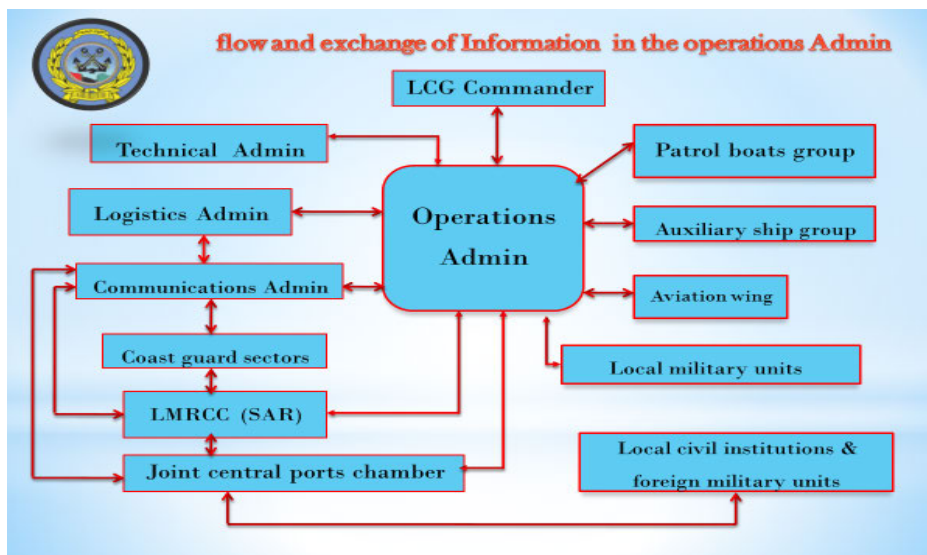 flow and exchange of Information in the operations Admin
LCG Commander
Technical Admin
Patrol boats group
Logistics Admin
Operations
Admin
Auxiliary ship group
Communications Admin
Aviation wing
Coast guard sectors
Local military units
LMRCC (SAR)
Joint central ports chamber
Local civil institutions &
foreign military units